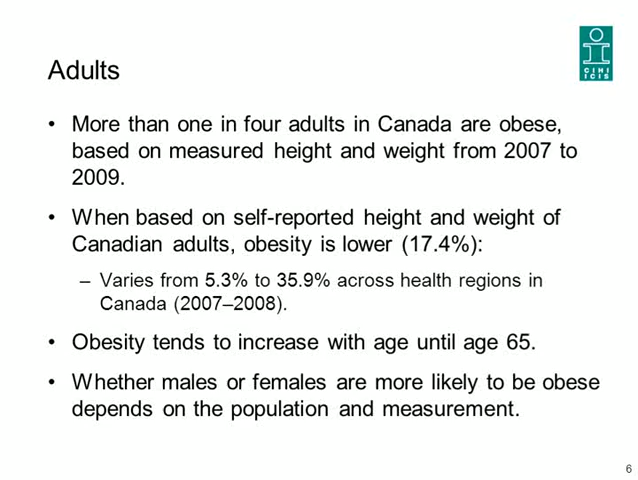 CIHI
ICIS
Adults
• More than one in four adults in Canada are obese,
based on measured height and weight from 2007 to
2009.
• When based on self-reported height and weight of
Canadian adults, obesity is lower (17.4%):
– Varies from 5.3% to 35.9% across health regions in
Canada (2007–2008).
• Obesity tends to increase with age until age 65.
• Whether males or females are more likely to be obese
depends on the population and measurement.
6